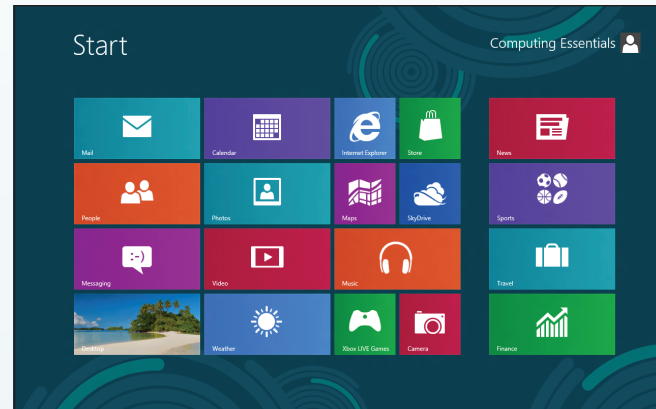 Start
Computing Essentials
Mail
Calendar
Internet Explorer
Store
News
People
Photos
Maps
SkyDrive
Sports
Messaging
Video
Music
Travel
Desktop
Weather
Xbox LIVE Games
Camera
Finance